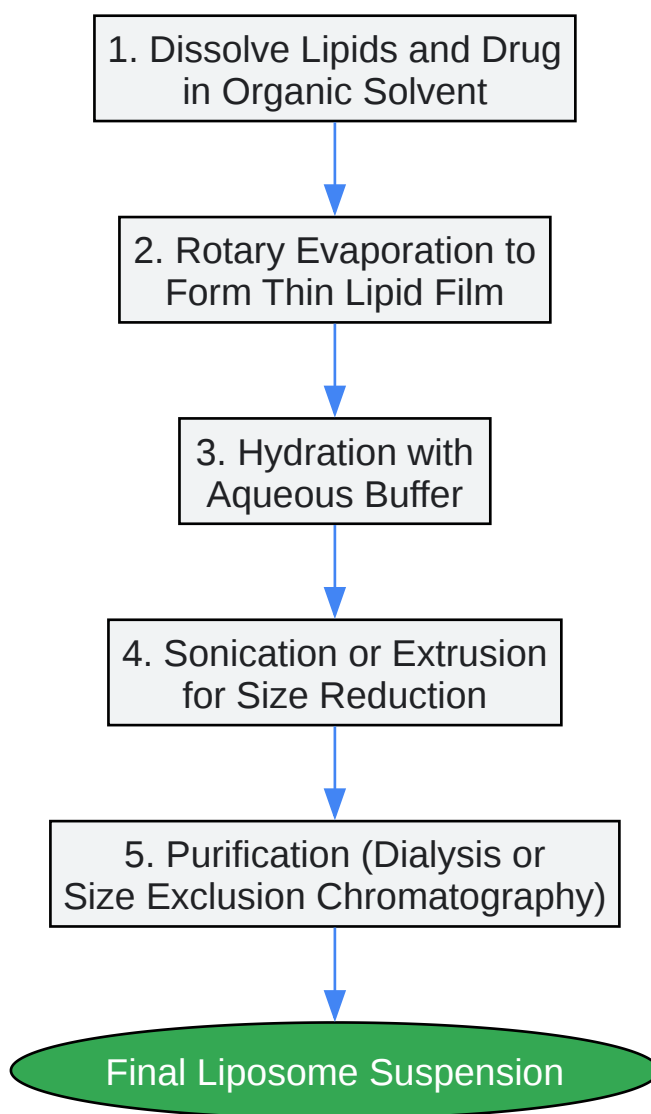 1. Dissolve Lipids and Drug
in Organic Solvent
2. Rotary Evaporation to
Form Thin Lipid Film
3. Hydration with
Aqueous Buffer
4. Sonication or Extrusion
for Size Reduction
5. Purification (Dialysis or
Size Exclusion Chromatography)
Final Liposome Suspension